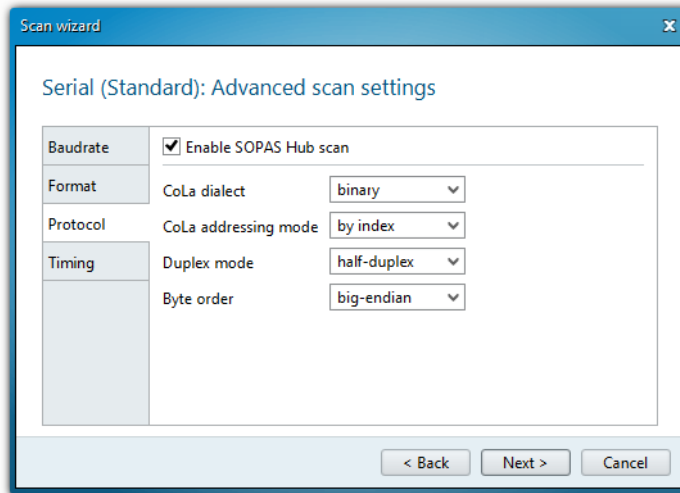 Scan wizard
Serial (Standard): Advanced scan settings
Baudrate
Format
Protocol
Timing
Enable SOPAS Hub scan
CoLa dialect binary
CoLa addressing mode by index
Duplex mode half-duplex
Byte order big-endian
< Back Next > Cancel